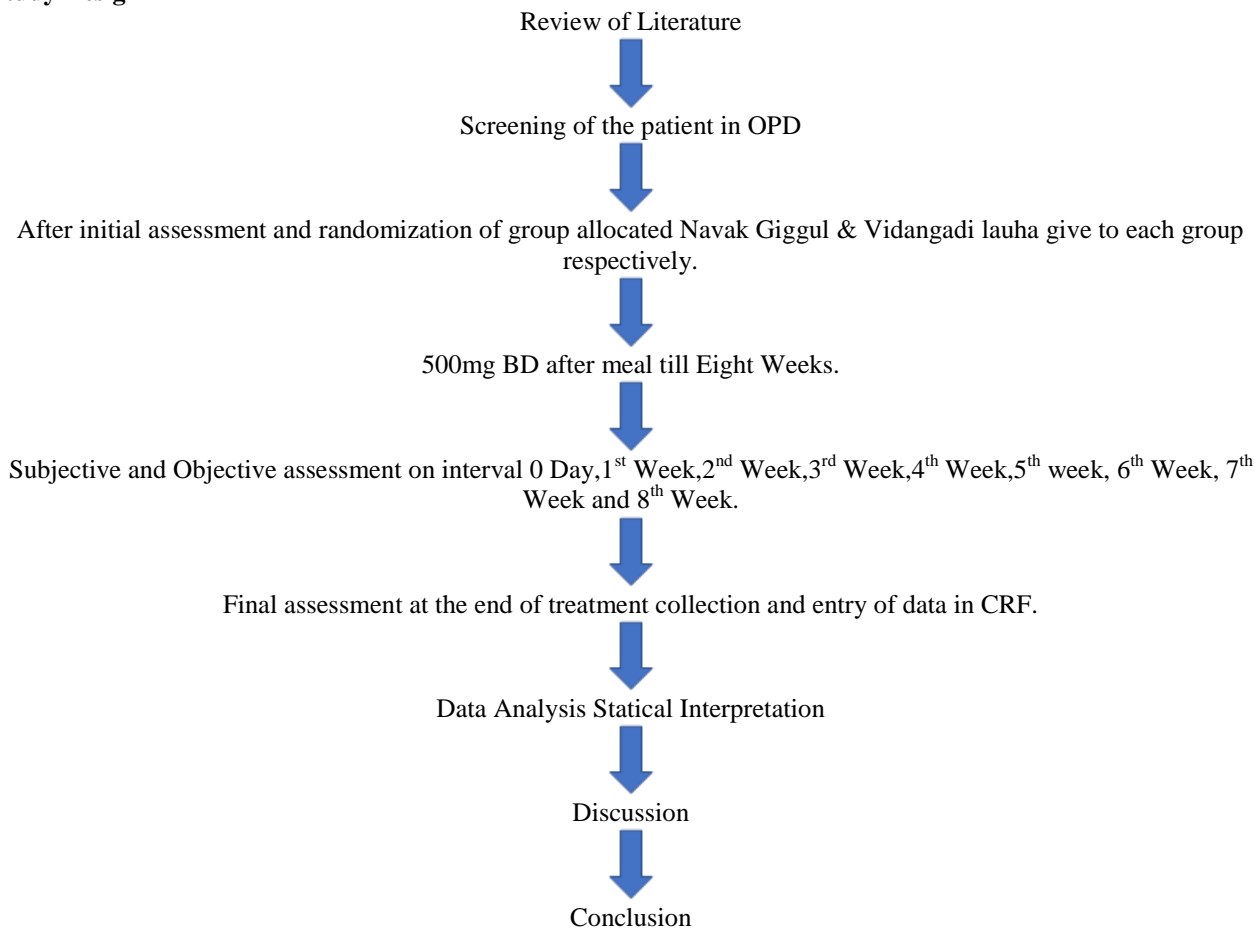 Review of Literature
Screening of the patient in OPD
After initial assessment and randomization of group allocated Navak Giggul & Vidangadi lauha give to each group
respectively.
500mg BD after meal till Eight Weeks.
Subjective and Objective assessment on interval 0 Day,1st Week,2nd Week,3rd Week,4th Week,5th week, 6th Week, 7th
Week and 8th Week.
Final assessment at the end of treatment collection and entry of data in CRF.
Data Analysis Statical Interpretation
Discussion
Conclusion